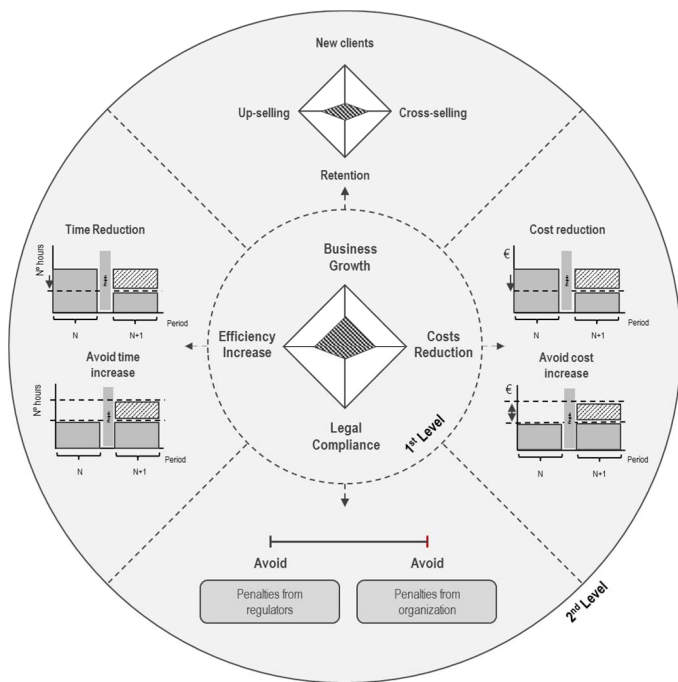 New clients
Up-selling
Cross-selling
Retention
Time Reduction
Nº hours
N
N+1
Period
Cost reduction
€
N
N+1
Period
Business
Growth
Efficiency
Increase
Costs
Reduction
Legal
Compliance
1st Level
Avoid time
increase
Nº hours
N
N+1
Period
Avoid cost
increase
€
N
N+1
Period
Avoid
Avoid
Penalties from
regulators
Penalties from
organization
2nd Level